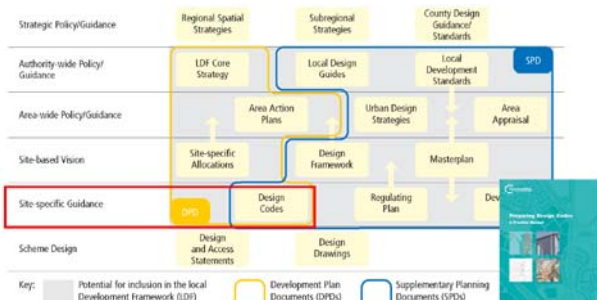 Strategic Policy/Guidance
Regional Spatial
Strategies
Subregional
Strategies
County Design
Guidance/
Standards
Authority-wide Policy/
Guidance
LDF Core
Strategy
Local Design
Guides
Local
Development
Standards
SPD
Area-wide Policy/Guidance
Area Action
Plans
Urban Design
Strategies
Area
Appraisal
Site-based Vision
Site-specific
Allocations
Design
Framework
Masterplan
Site-specific Guidance
DPD
Design
Codes
Regulating
Plan
Dev
Preparing Design Codes
A Practice Manual
Scheme Design
Design
and Access
Statements
Design
Drawings
Key:
Potential for inclusion in the local
Development Framework (LDF)
Development Plan
Documents (DPDs)
Supplementary Planning
Documents (SPDs)